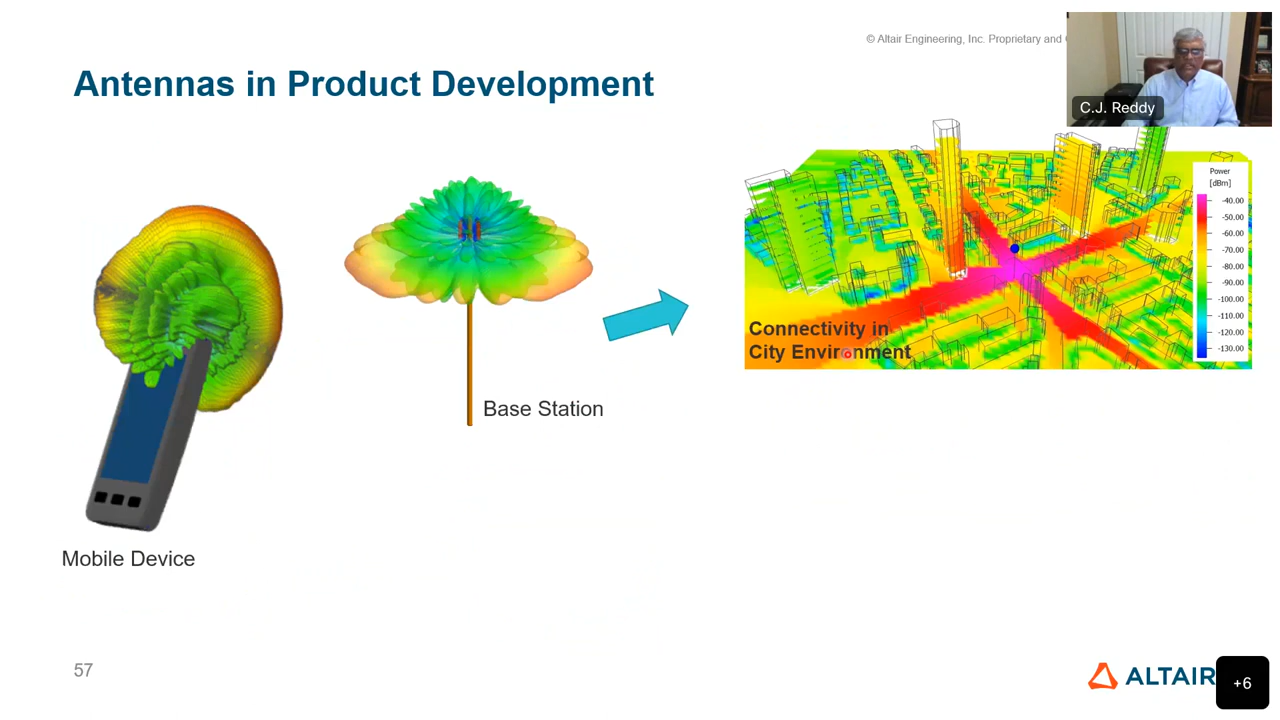 © Altair Engineering, Inc. Proprietary and
C.J. Reddy
Antennas in Product Development
Power
[dBm]
-40.00
-50.00
-60.00
-70.00
-80.00
-90.00
-100.00
-110.00
-120.00
-130.00
Connectivity in
City Environment
Base Station
Mobile Device
57
ALTAIR
+6